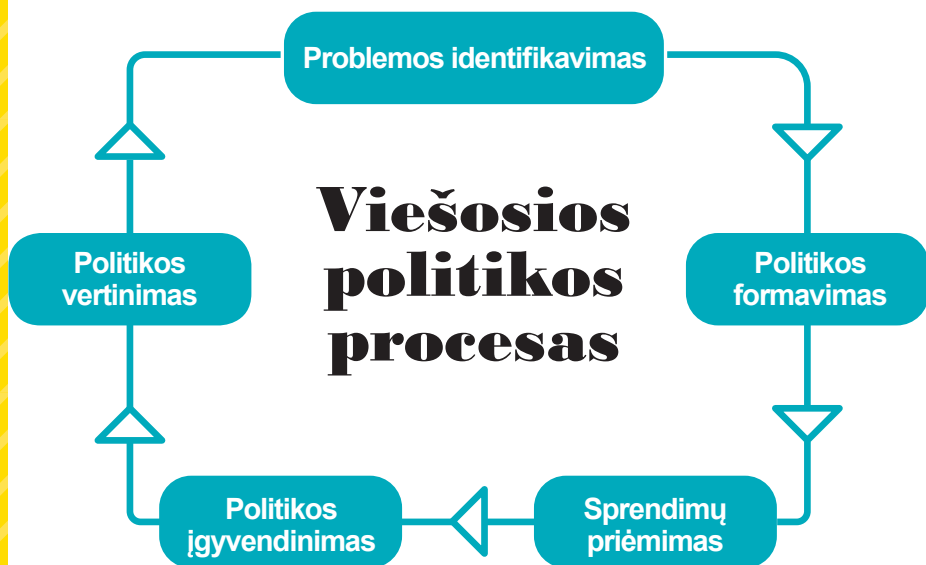 Problemos identifikavimas
Viešosios
politikos
procesas
Politikos
formavimas
Sprendimų
priėmimas
Politikos
įgyvendinimas
Politikos
vertinimas